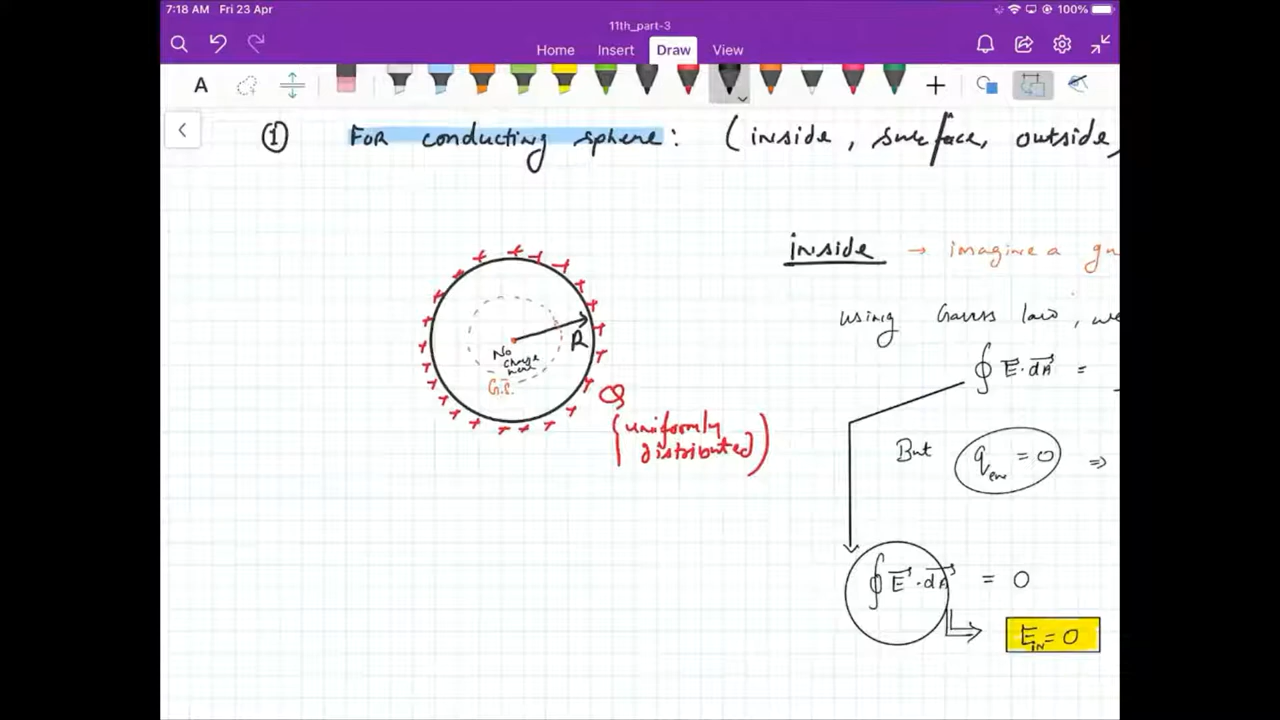 7:18 AM Fri 23 Apr
100%
11th_part-3
Home Insert Draw View
A
① FOR conducting sphere : (inside, surface, outside,
inside → imagine a
R
No charge here
G.S.
Q
(uniformly
distributed)
using Gauss law, we
∮ E⃗ · dA⃗ =
But q_enc = 0 ⇒
∮ E⃗ · dA⃗ = 0
E_IN = 0